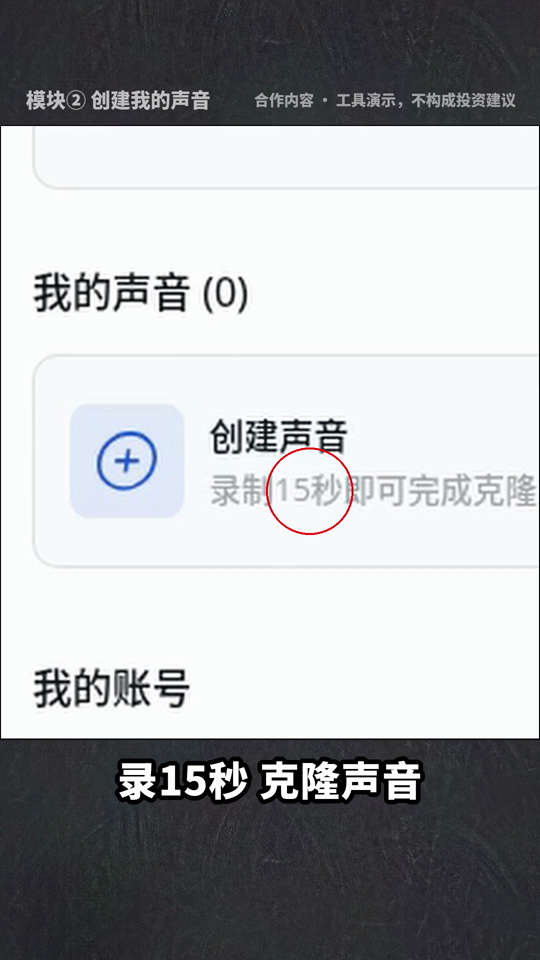 模块② 创建我的声音
合作内容 · 工具演示，不构成投资建议
我的声音 (0)
创建声音
录制15秒即可完成克隆
我的账号
录15秒 克隆声音